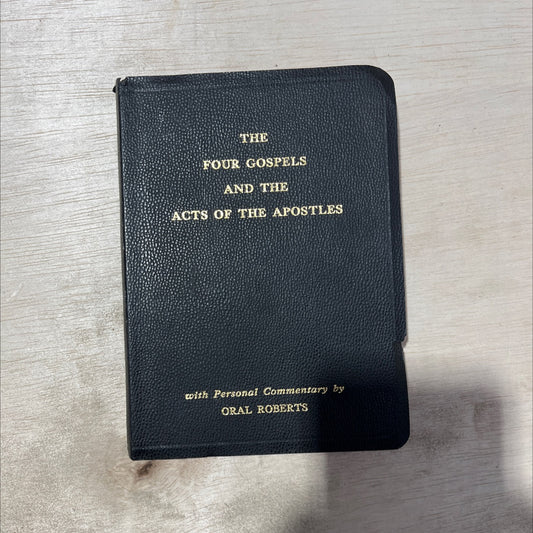 THE
FOUR GOSPELS
AND THE
ACTS OF THE APOSTLES
with Personal Commentary by
ORAL ROBERTS